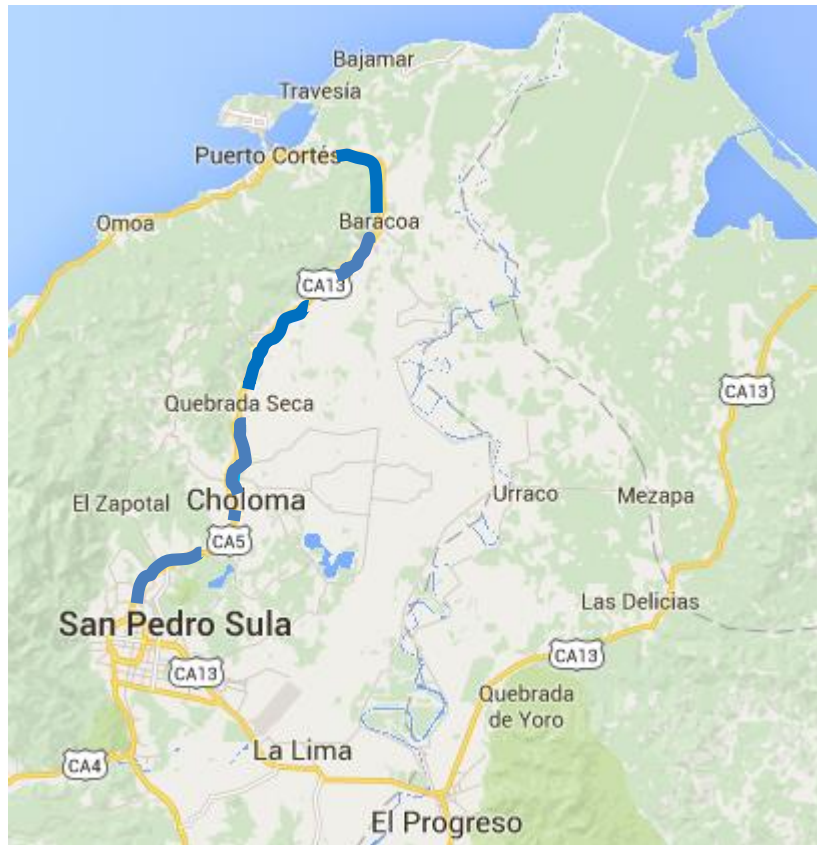 Bajamar
Travesía
Puerto Cortés
Omoa
Baracoa
CA13
CA13
Quebrada Seca
El Zapotal
Choloma
Urraco
Mezapa
CA5
Las Delicias
San Pedro Sula
CA13
CA13
Quebrada
de Yoro
La Lima
CA4
El Progreso